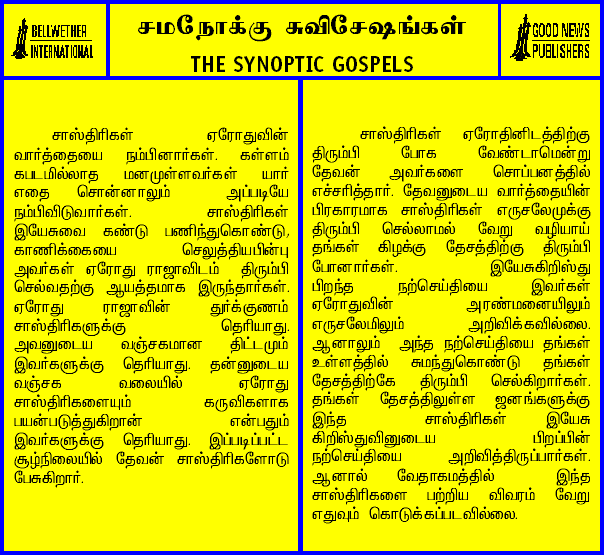 BELLWETHER
INTERNATIONAL
சமநோக்கு சுவிசேஷங்கள்
THE SYNOPTIC GOSPELS
GOOD NEWS
PUBLISHERS
சாஸ்திரிகள் ஏரோதுவின்
வார்த்தையை நம்பினார்கள். கள்ளம்
கபடமில்லாத மனமுள்ளவர்கள் யார்
எதை சொன்னாலும் அப்படியே
நம்பிவிடுவார்கள். சாஸ்திரிகள்
இயேசுவை கண்டு பணிந்துகொண்டு,
காணிக்கையை செலுத்தியபின்பு
அவர்கள் ஏரோது ராஜாவிடம் திரும்பி
செல்வதற்கு ஆயத்தமாக இருந்தார்கள்.
ஏரோது ராஜாவின் துர்க்குணம்
சாஸ்திரிகளுக்கு தெரியாது.
அவனுடைய வஞ்சகமான திட்டமும்
இவர்களுக்கு தெரியாது. தன்னுடைய
வஞ்சக வலையில் ஏரோது
சாஸ்திரிகளையும் கருவிகளாக
பயன்படுத்துகிறான் என்பதும்
இவர்களுக்கு தெரியாது. இப்படிப்பட்ட
சூழ்நிலையில் தேவன் சாஸ்திரிகளோடு
பேசுகிறார்.
சாஸ்திரிகள் ஏரோதினிடத்திற்கு
திரும்பி போக வேண்டாமென்று
தேவன் அவர்களை சொப்பனத்தில்
எச்சரித்தார். தேவனுடைய வார்த்தையின்
பிரகாரமாக சாஸ்திரிகள் எருசலேமுக்கு
திரும்பி செல்லாமல் வேறு வழியாய்
தங்கள் கிழக்கு தேசத்திற்கு திரும்பி
போனார்கள். இயேசுகிறிஸ்து
பிறந்த நற்செய்தியை இவர்கள்
ஏரோதுவின் அரண்மனையிலும்
எருசலேமிலும் அறிவிக்கவில்லை.
ஆனாலும் அந்த நற்செய்தியை தங்கள்
உள்ளத்தில் சுமந்துகொண்டு தங்கள்
தேசத்திற்கே திரும்பி செல்கிறார்கள்.
தங்கள் தேசத்திலுள்ள ஜனங்களுக்கு
இந்த சாஸ்திரிகள் இயேசு
கிறிஸ்துவினுடைய பிறப்பின்
நற்செய்தியை அறிவித்திருப்பார்கள்.
ஆனால் வேதாகமத்தில் இந்த
சாஸ்திரிகளை பற்றிய விவரம் வேறு
எதுவும் கொடுக்கப்படவில்லை.